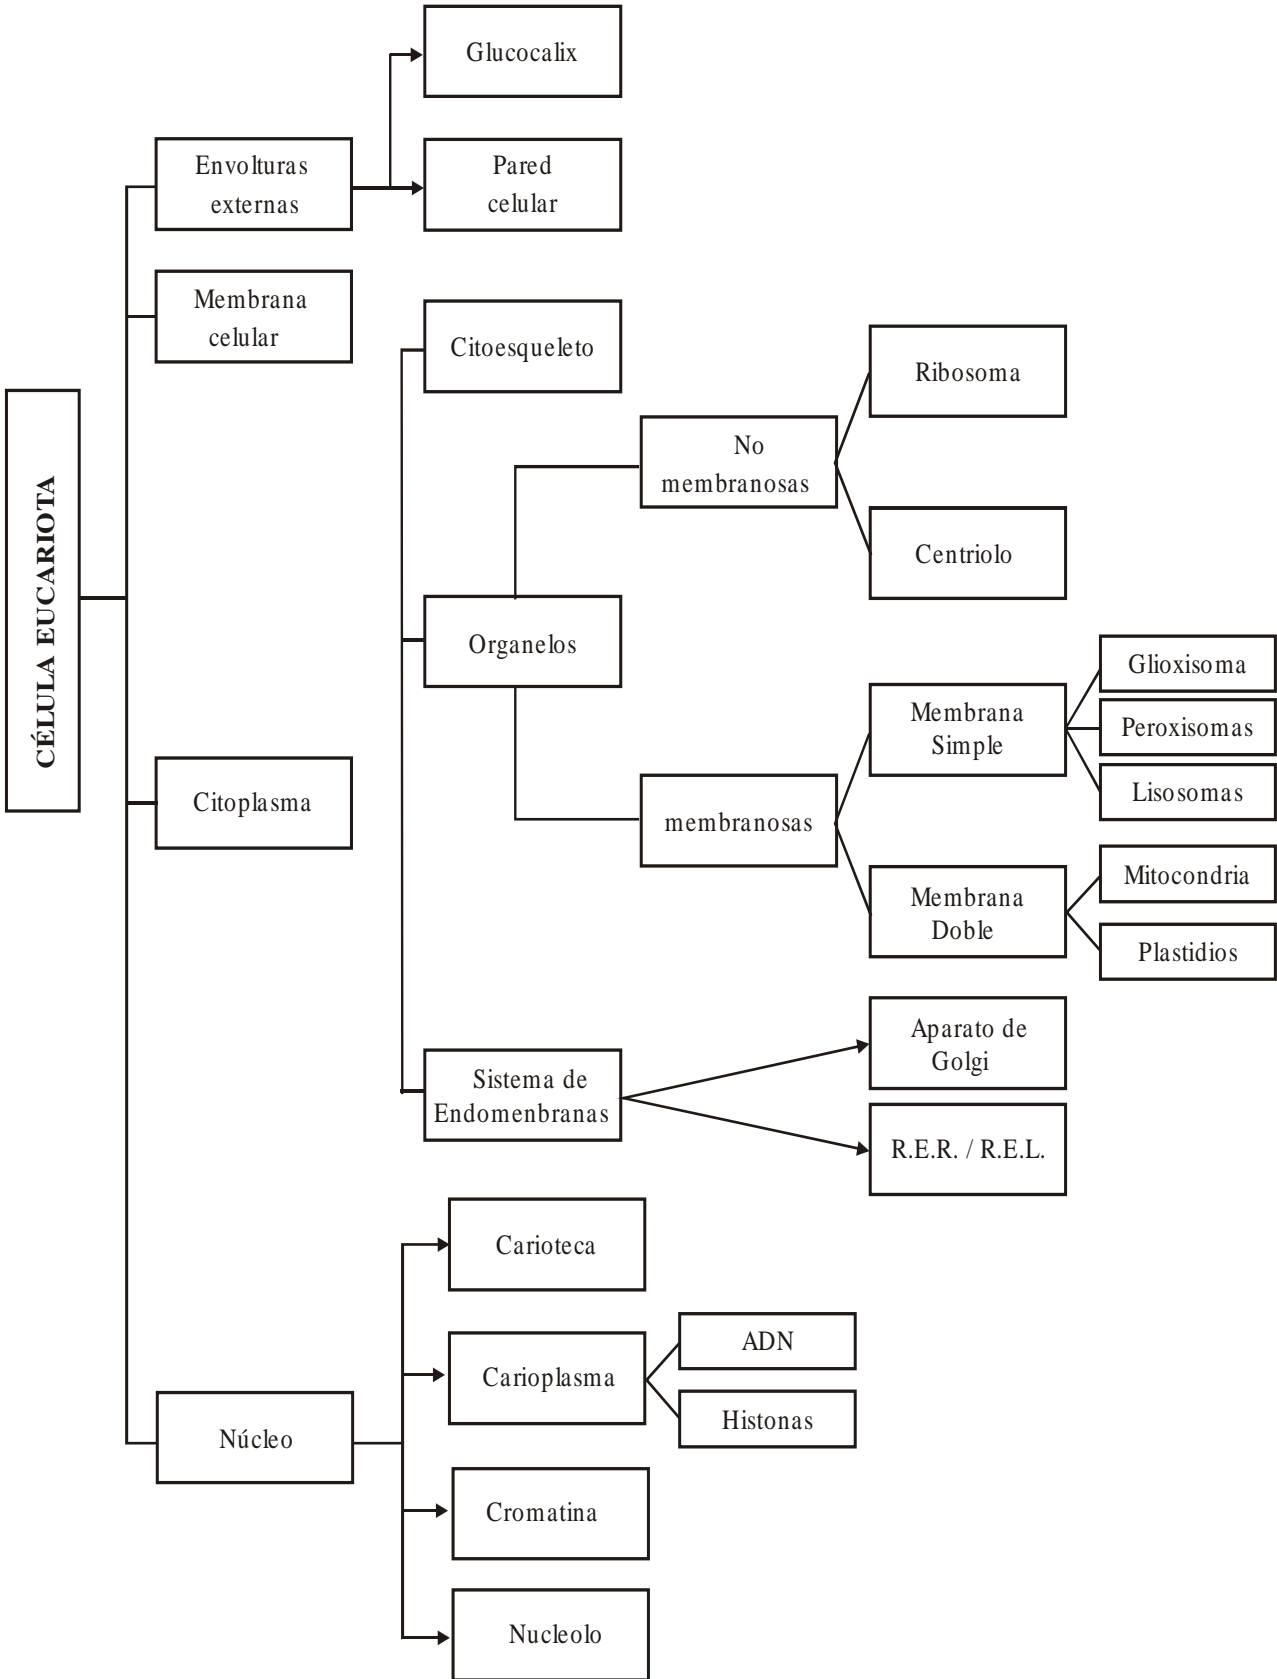 Glucocalix
Envolturas
externas
Pared
celular
Membrana
celular
Citoesqueleto
Ribosoma
No
membranosas
Centriolo
CÉLULA EUCARIOTA
Organelos
Glioxisoma
Membrana
Simple
Peroxisomas
Lisosomas
Citoplasma
membranosas
Mitocondria
Membrana
Doble
Plastidios
Aparato de
Golgi
Sistema de
Endomenbranas
R.E.R. / R.E.L.
Carioteca
ADN
Carioplasma
Histonas
Núcleo
Cromatina
Nucleolo